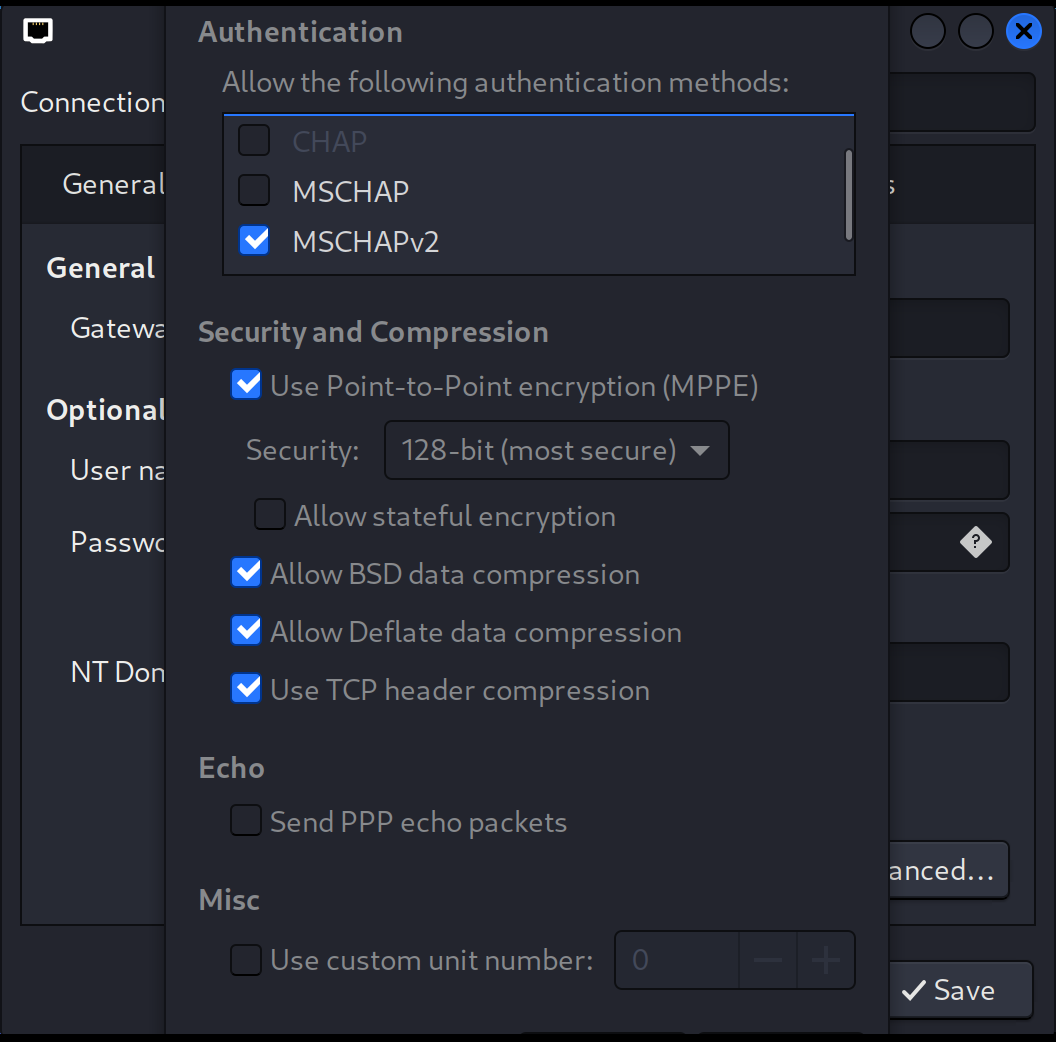 Authentication
Allow the following authentication methods:
Connection
CHAP
General
s
MSCHAP
MSCHAPv2
General
Gatewa
Security and Compression
Use Point-to-Point encryption (MPPE)
Optional
Security: 128-bit (most secure)
User na
Allow stateful encryption
Passwo
?
Allow BSD data compression
Allow Deflate data compression
NT Dom
Use TCP header compression
Echo
Send PPP echo packets
anced...
Misc
Use custom unit number: 0
Save